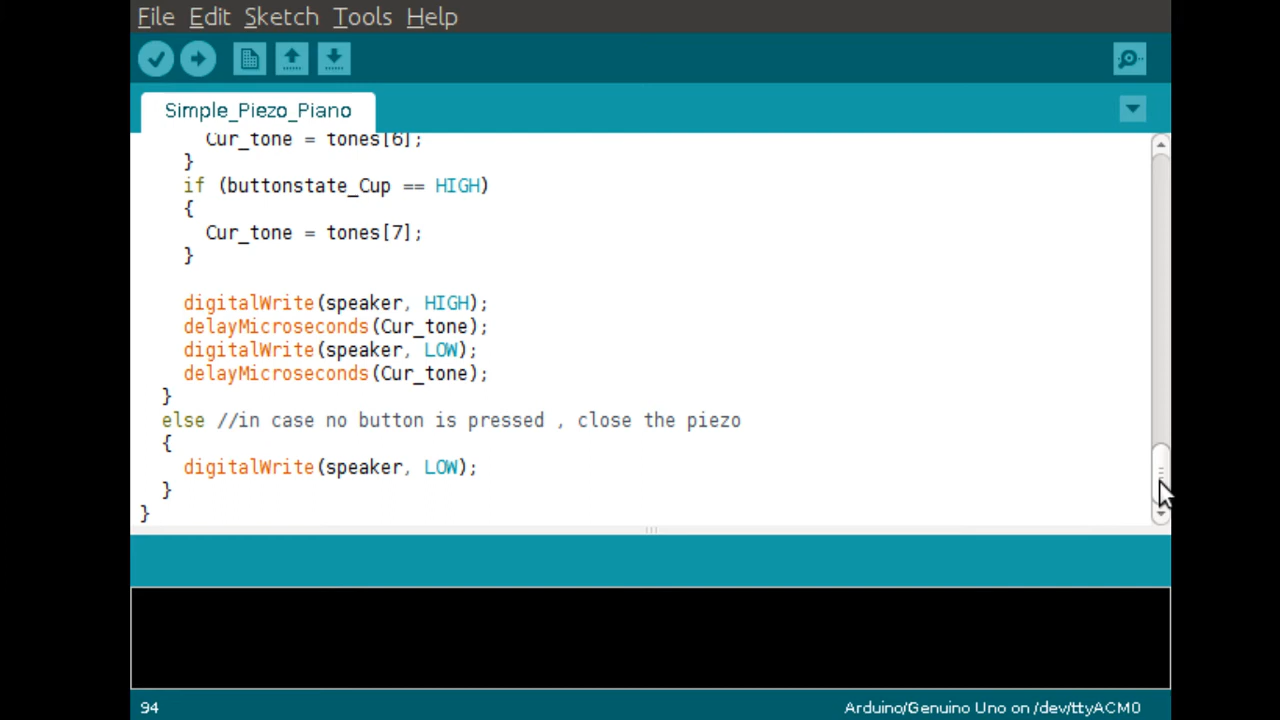 File Edit Sketch Tools Help
Simple_Piezo_Piano
Cur_tone = tones[6];
}
if (buttonstate_Cup == HIGH)
{
Cur_tone = tones[7];
}
digitalWrite(speaker, HIGH);
delayMicroseconds(Cur_tone);
digitalWrite(speaker, LOW);
delayMicroseconds(Cur_tone);
}
else //in case no button is pressed , close the piezo
{
digitalWrite(speaker, LOW);
}
}
94
Arduino/Genuino Uno on /dev/ttyACM0